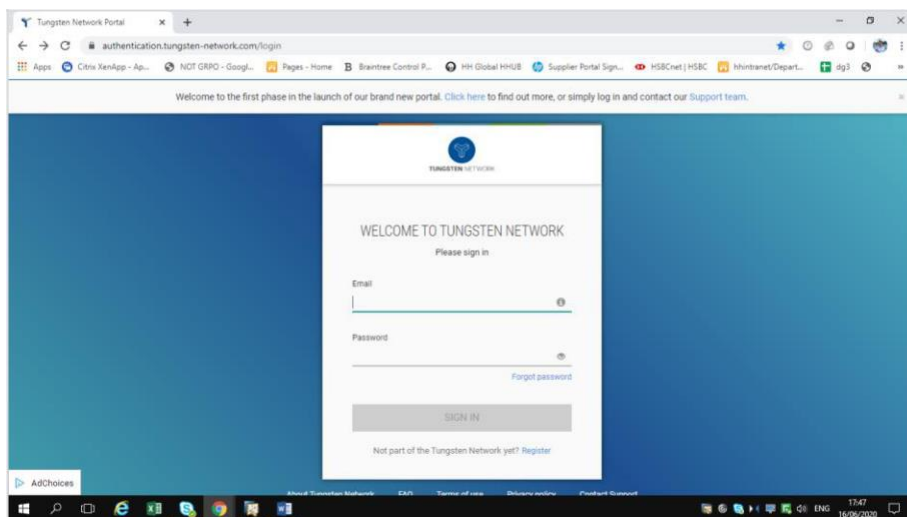 Tungsten Network Portal
authentication.tungsten-network.com/login
Apps Citrix XenApp - Ap... NOT GRPO - Googl... Pages - Home Braintree Control P... HH Global HHUB Supplier Portal Sign... HSBCnet | HSBC hhintranet/Depart... dg3
Welcome to the first phase in the launch of our brand new portal. Click here to find out more, or simply log in and contact our Support team.
TUNGSTEN NETWORK
WELCOME TO TUNGSTEN NETWORK
Please sign in
Email
Password
Forgot password
SIGN IN
Not part of the Tungsten Network yet? Register
AdChoices
About Tungsten Network FAQ Terms of use Privacy policy Contact Support
ENG
17:47
16/06/2020